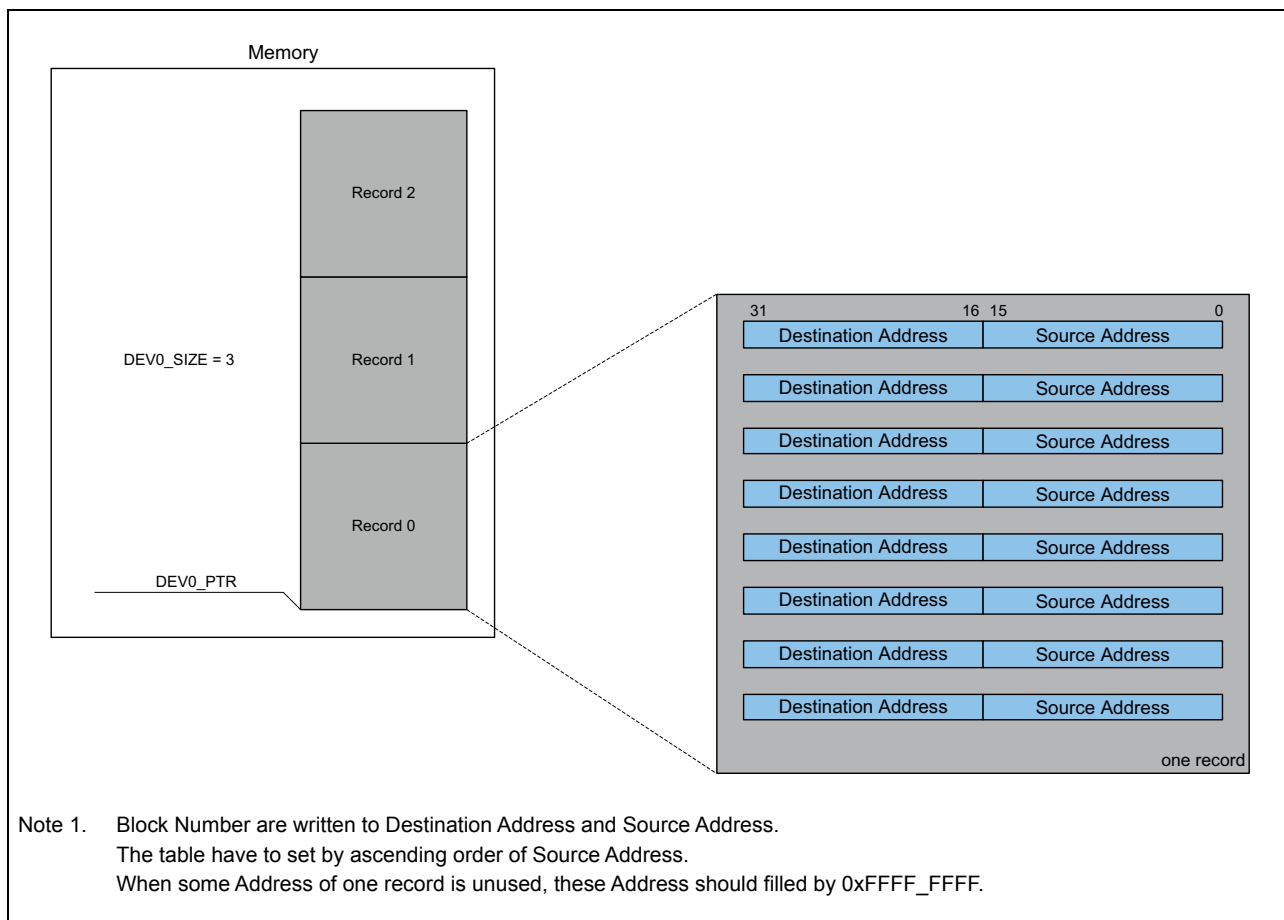 Memory
Record 2
DEV0_SIZE = 3
Record 1
Record 0
DEV0_PTR
31 16 15 0
Destination Address Source Address
Destination Address Source Address
Destination Address Source Address
Destination Address Source Address
Destination Address Source Address
Destination Address Source Address
Destination Address Source Address
Destination Address Source Address
one record
Note 1. Block Number are written to Destination Address and Source Address.
The table have to set by ascending order of Source Address.
When some Address of one record is unused, these Address should filled by 0xFFFF_FFFF.